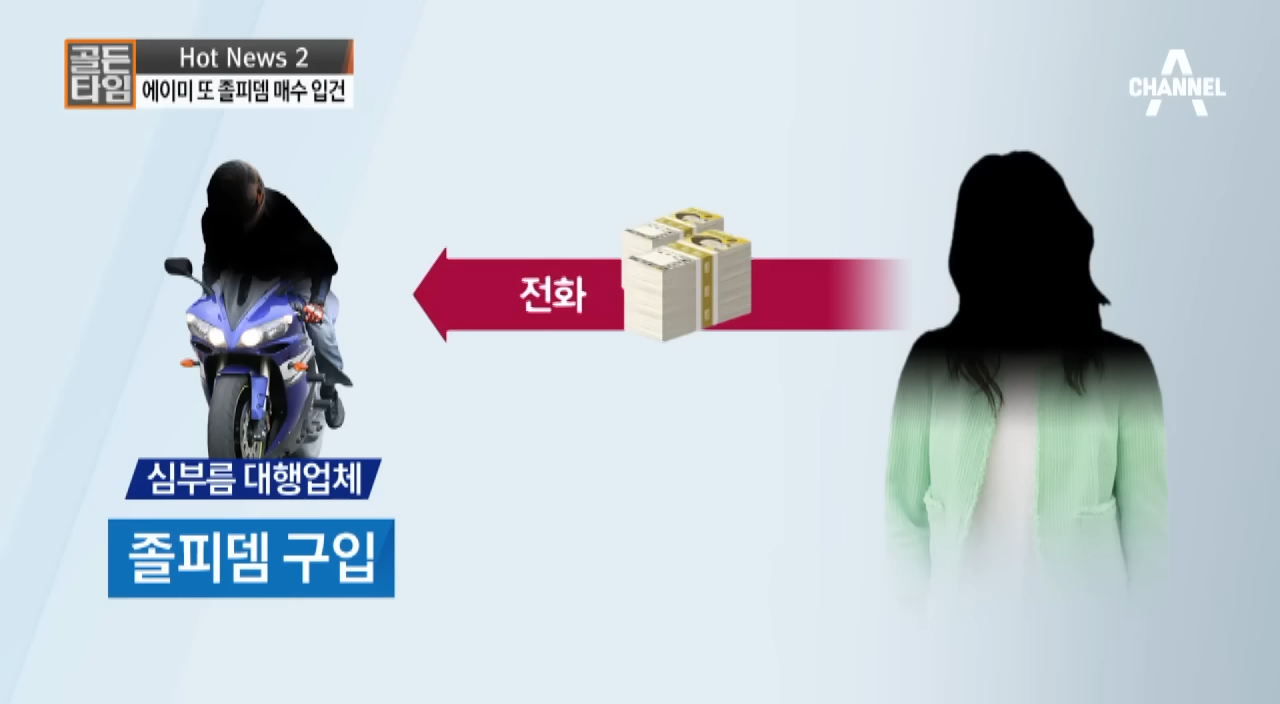 골든
타임
Hot News 2
에이미 또 졸피뎀 매수 입건
CHANNEL A
전화
심부름 대행업체
졸피뎀 구입